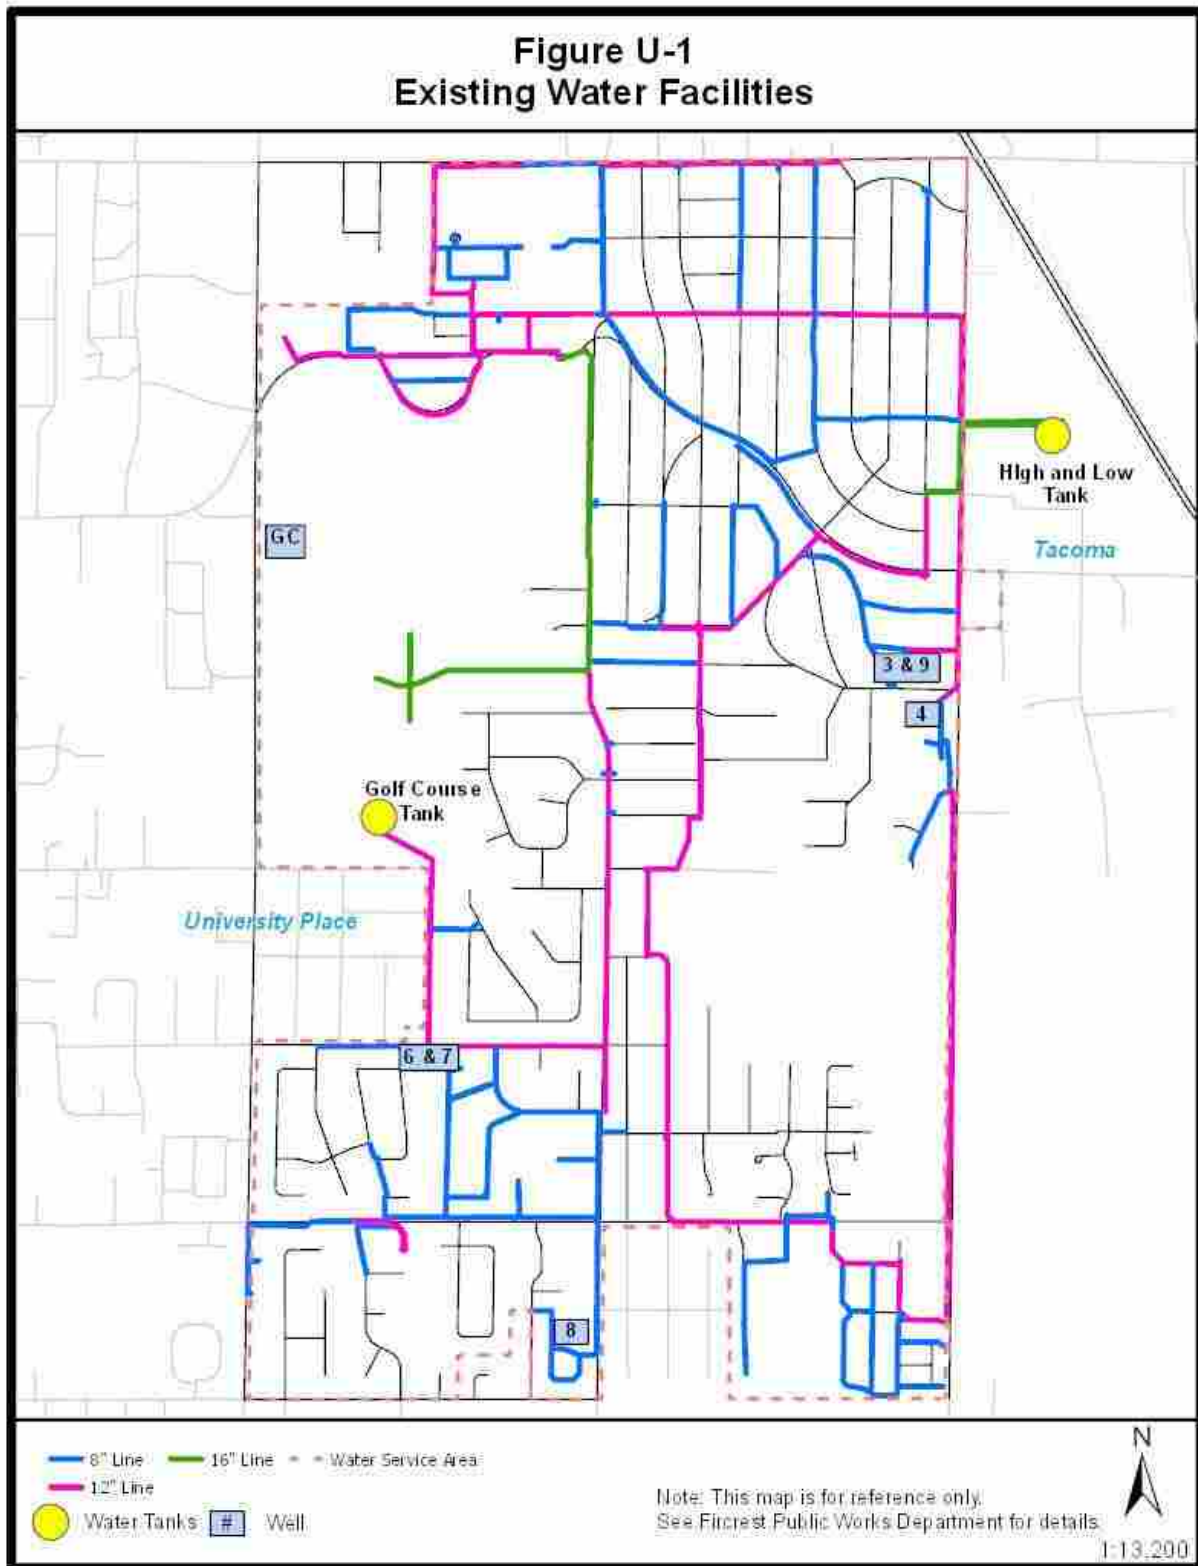 Figure U-1
Existing Water Facilities
High and Low
Tank
GC
Tacoma
3 & 9
4
Golf Course
Tank
University Place
6 & 7
8
8" Line
16" Line
Water Service Area
12" Line
Water Tanks
#
Well
Note: This map is for reference only.
See Fircrest Public Works Department for details.
N
1:13,200